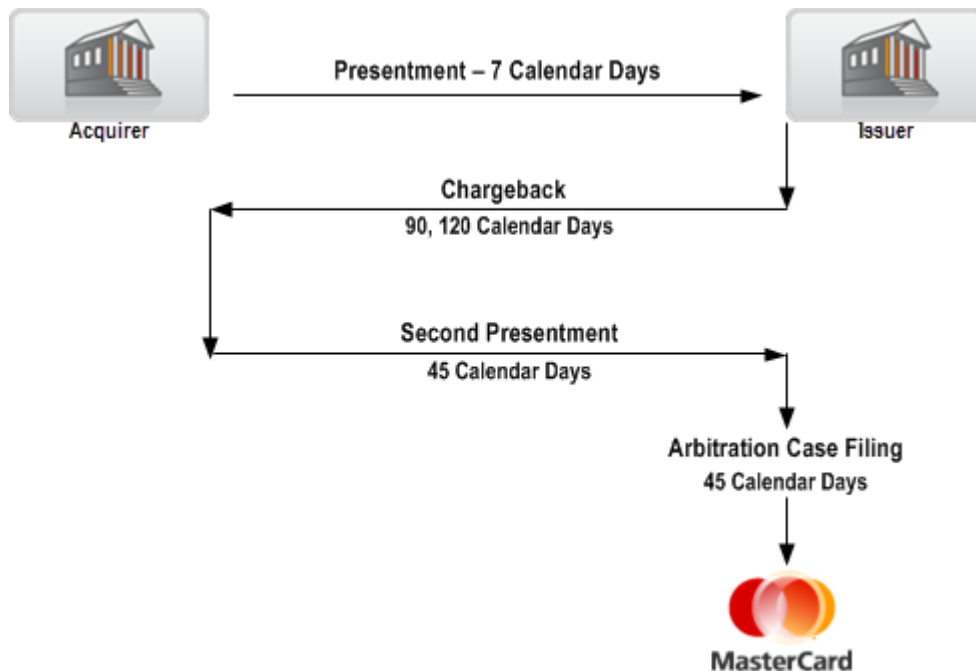 Presentment – 7 Calendar Days
Acquirer
Issuer
Chargeback
90, 120 Calendar Days
Second Presentment
45 Calendar Days
Arbitration Case Filing
45 Calendar Days
MasterCard